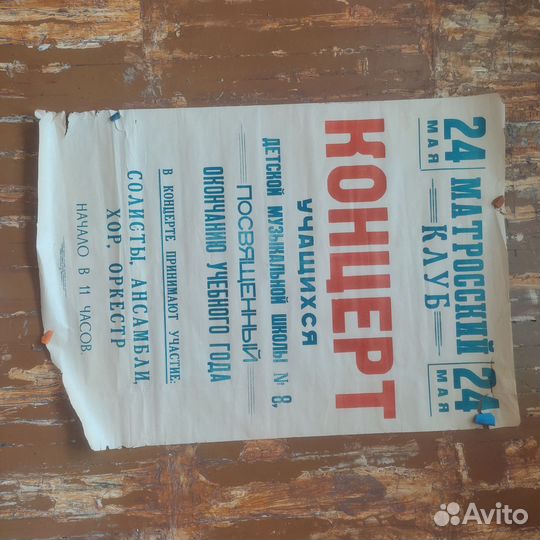 24 МАТРОССКИЙ 24
МАЯ КЛУБ МАЯ
КОНЦЕРТ
УЧАЩИХСЯ
ДЕТСКОЙ МУЗЫКАЛЬНОЙ ШКОЛЫ № 8,
ПОСВЯЩЕННЫЙ
ОКОНЧАНИЮ УЧЕБНОГО ГОДА
В КОНЦЕРТЕ ПРИНИМАЮТ УЧАСТИЕ:
СОЛИСТЫ, АНСАМБЛИ,
ХОР, ОРКЕСТР
НАЧАЛО В 11 ЧАСОВ.
Avito